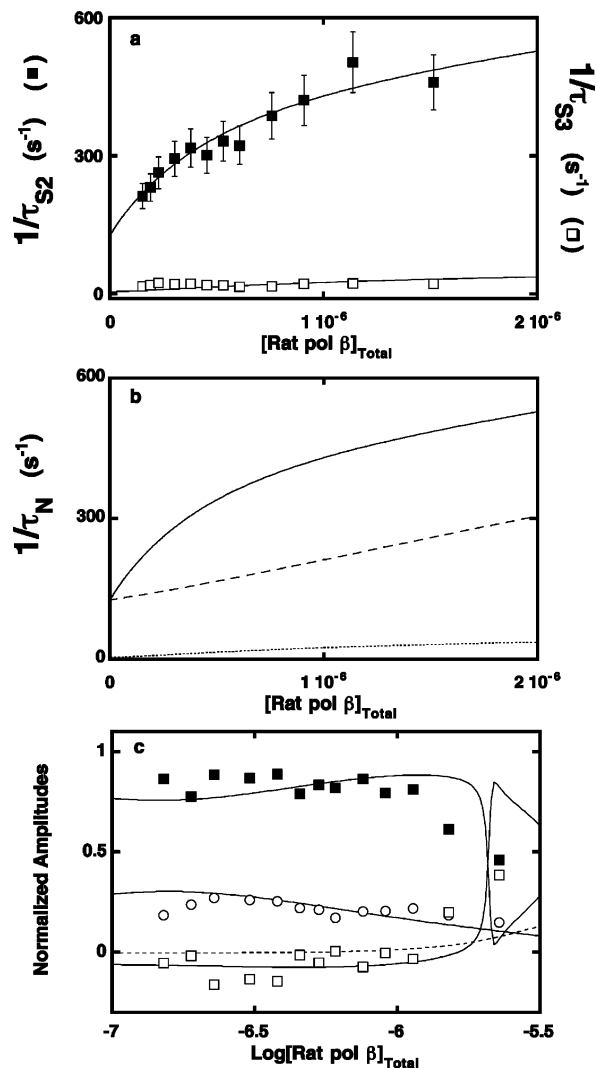 600
a
1/τS2 (s-1) (■)
300
0
1/τS3 (s-1) (□)
0
1 10-6
2 10-6
[Rat pol β]Total
600
b
1/τN (s-1)
300
0
0
1 10-6
2 10-6
[Rat pol β]Total
1
c
Normalized Amplitudes
0.5
0
-7
-6.5
-6
-5.5
Log[Rat pol β]Total